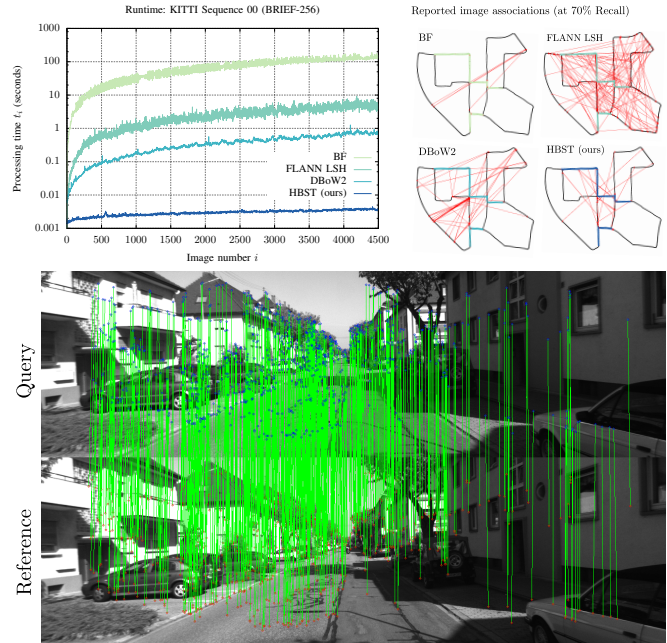 Runtime: KITTI Sequence 00 (BRIEF-256)
Processing time tᵢ (seconds)
1000
100
10
1
0.1
0.01
0.001
BF
FLANN LSH
DBoW2
HBST (ours)
0 500 1000 1500 2000 2500 3000 3500 4000 4500
Image number i
Reported image associations (at 70% Recall)
BF
FLANN LSH
DBoW2
HBST (ours)
Query
Reference